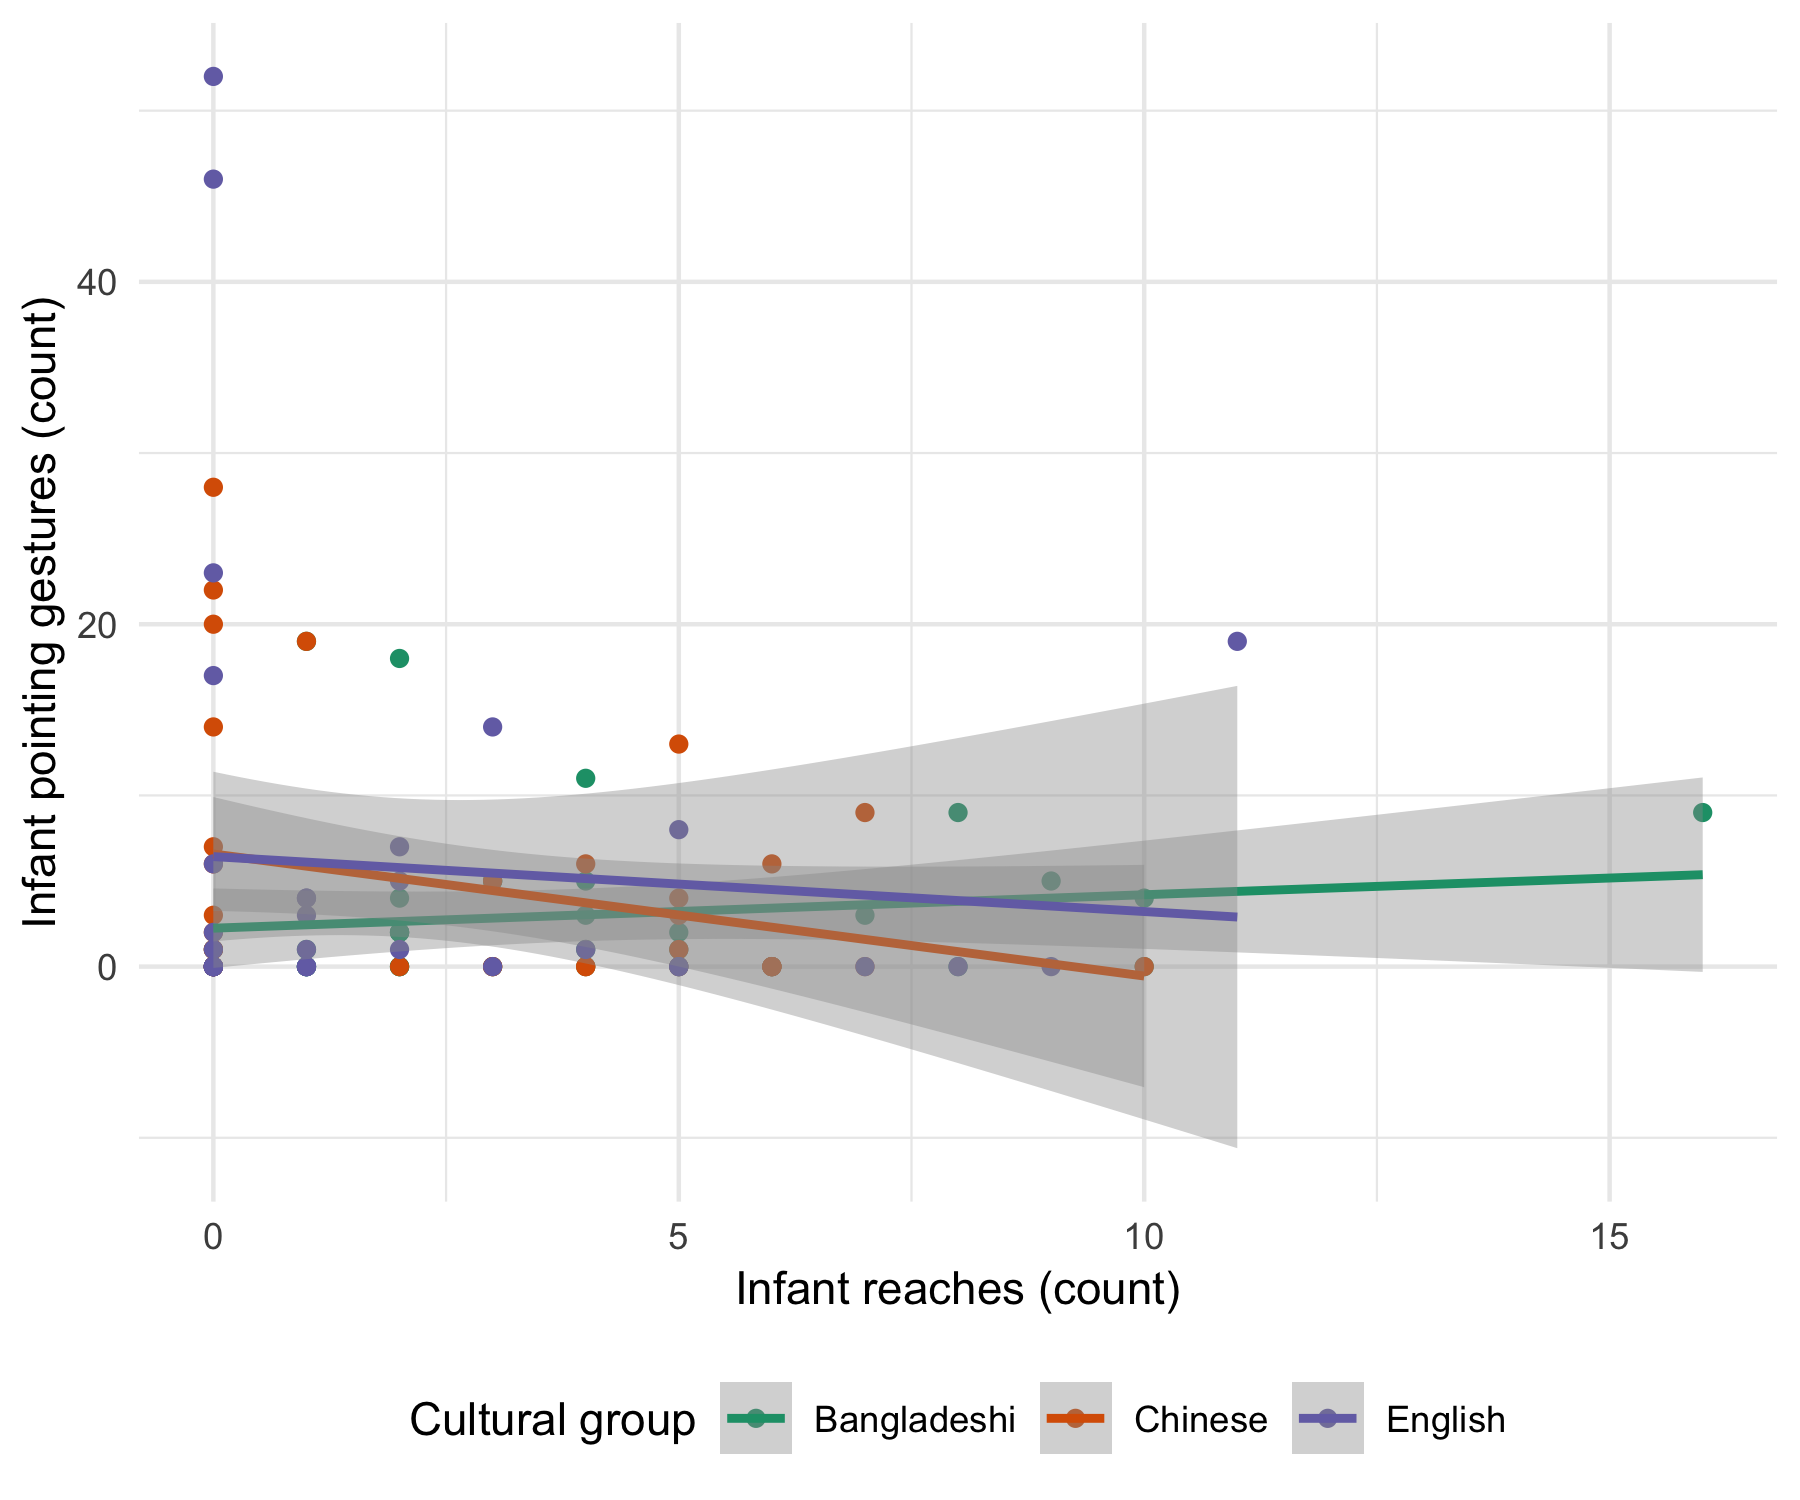 Infant pointing gestures (count)
40
20
0
0 5 10 15
Infant reaches (count)
Cultural group Bangladeshi Chinese English